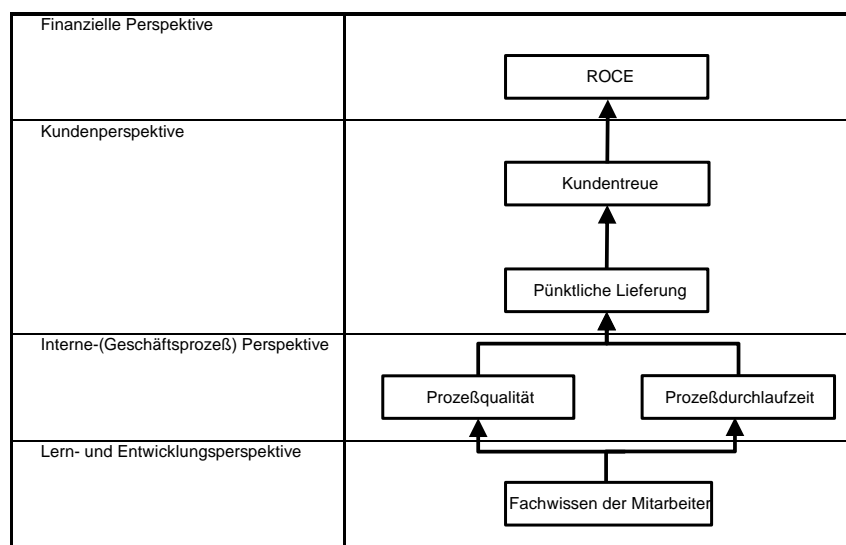 Finanzielle Perspektive
ROCE
Kundenperspektive
Kundentreue
Pünktliche Lieferung
Interne-(Geschäftsprozeß) Perspektive
Prozeßqualität
Prozeßdurchlaufzeit
Lern- und Entwicklungsperspektive
Fachwissen der Mitarbeiter